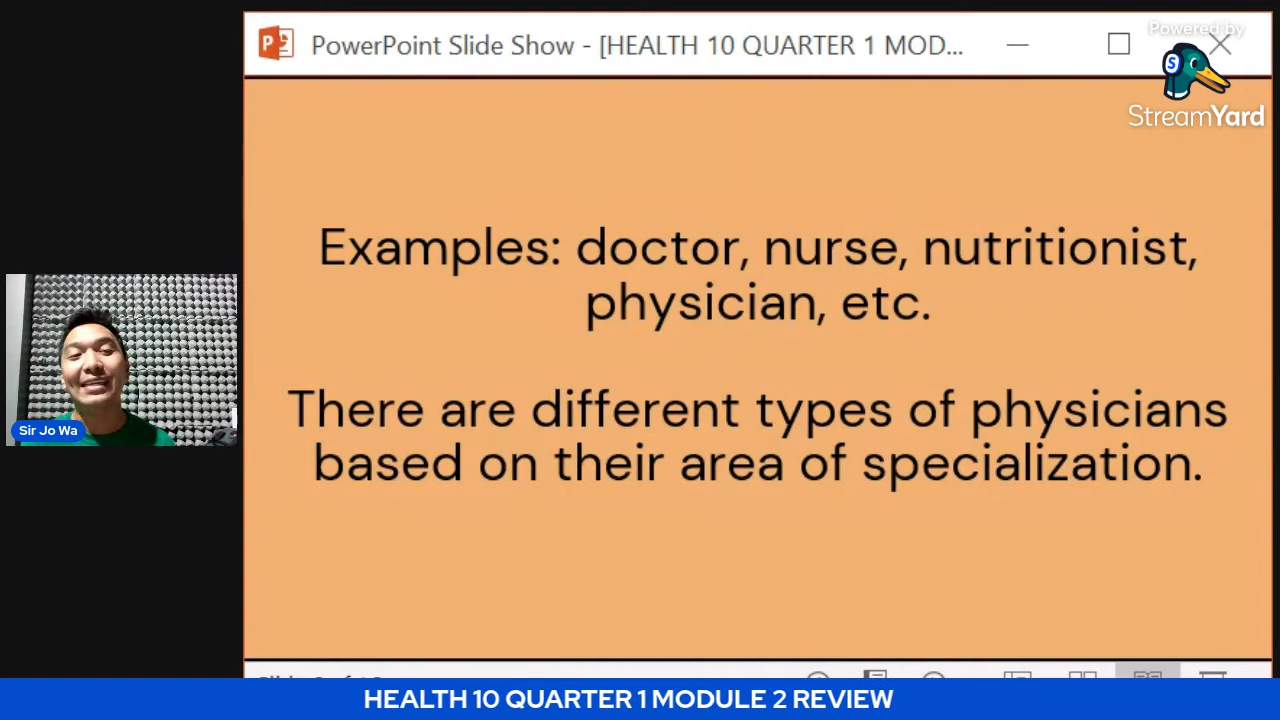 PowerPoint Slide Show - [HEALTH 10 QUARTER 1 MOD...
Powered by
StreamYard
Examples: doctor, nurse, nutritionist,
physician, etc.
There are different types of physicians
based on their area of specialization.
Sir Jo Wa
HEALTH 10 QUARTER 1 MODULE 2 REVIEW